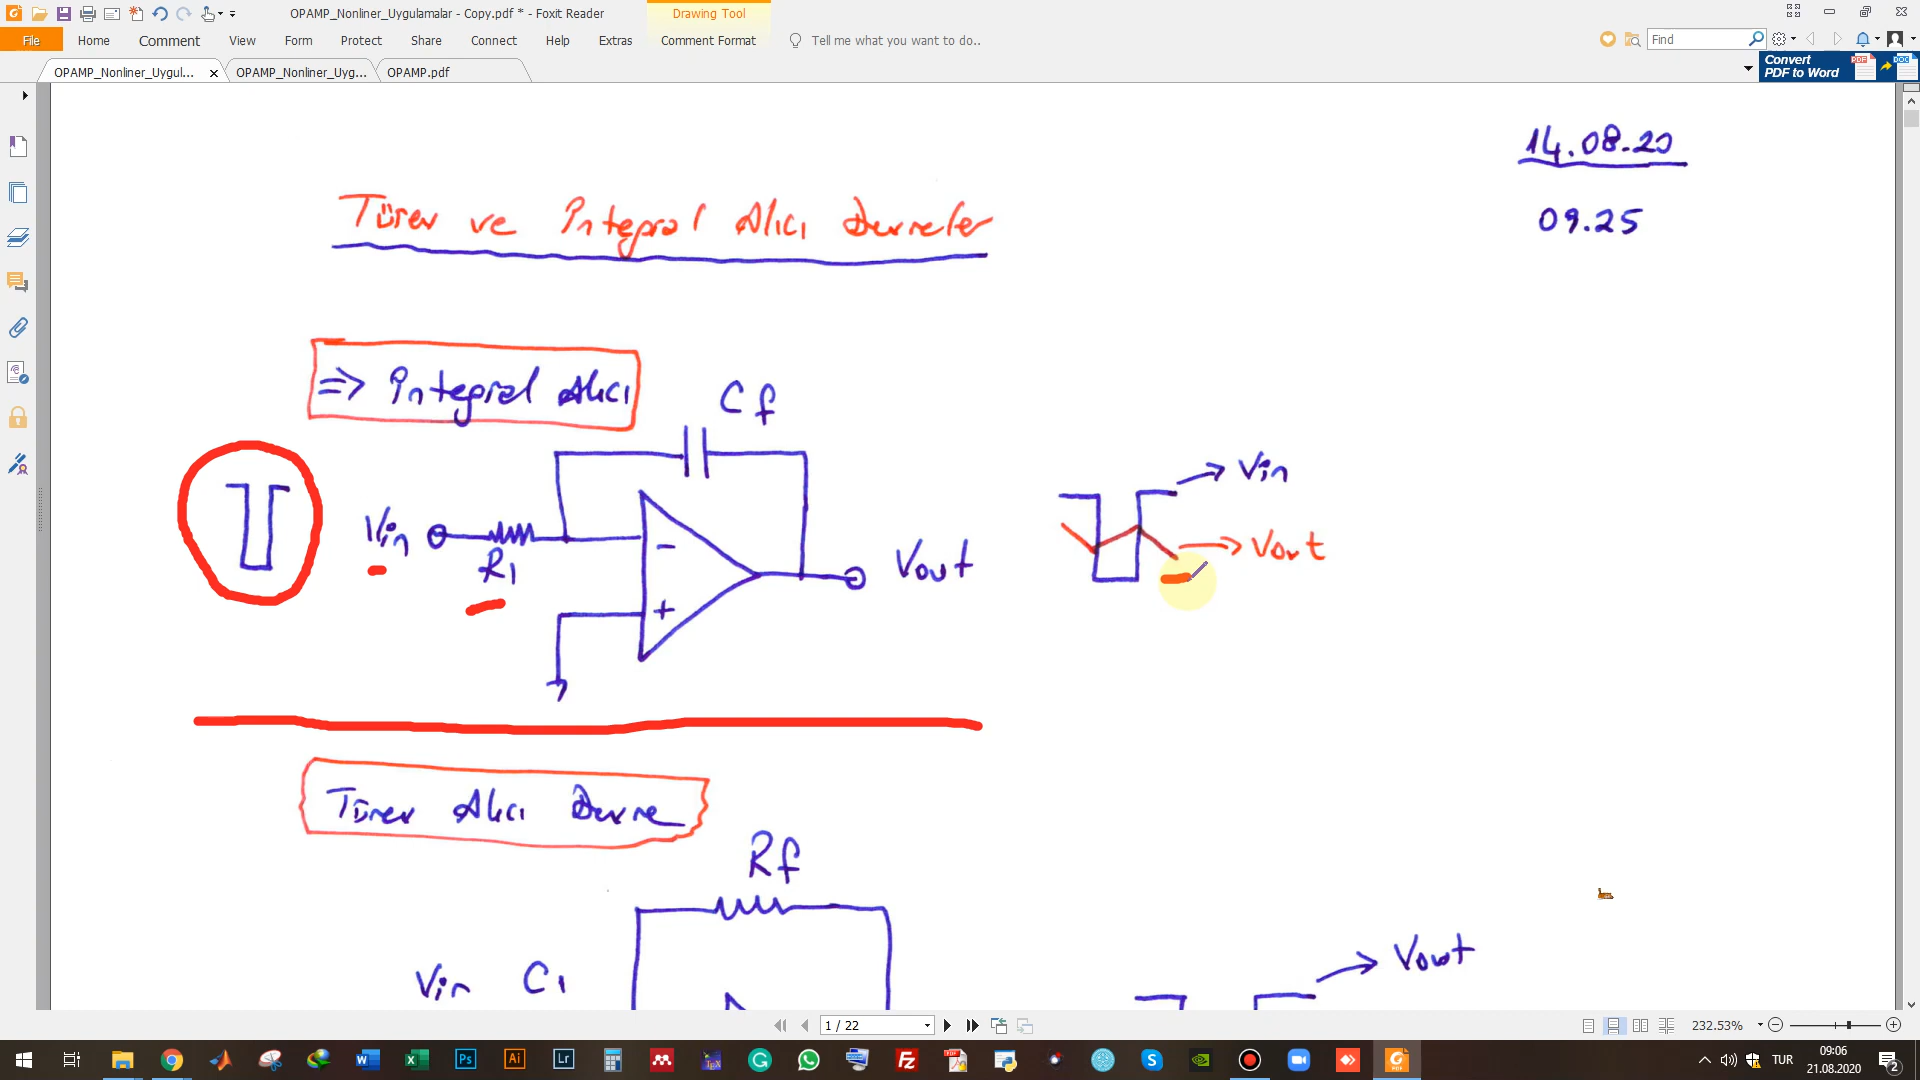 OPAMP_Nonliner_Uygulamalar - Copy.pdf * - Foxit Reader
Drawing Tool
File Home Comment View Form Protect Share Connect Help Extras Comment Format Tell me what you want to do.. Find
OPAMP_Nonliner_Uygul... OPAMP_Nonliner_Uyg... OPAMP.pdf
Convert
PDF to Word
14.08.20
09.25
Türev ve İntegral Alıcı Devreler
=> İntegral Alıcı
Cf
Vin
R1
-
+
Vout
Vin
Vout
Türev Alıcı Devre
Rf
Vin C1
Vout
1 / 22
232.53%
TUR
09:06
21.08.2020
2